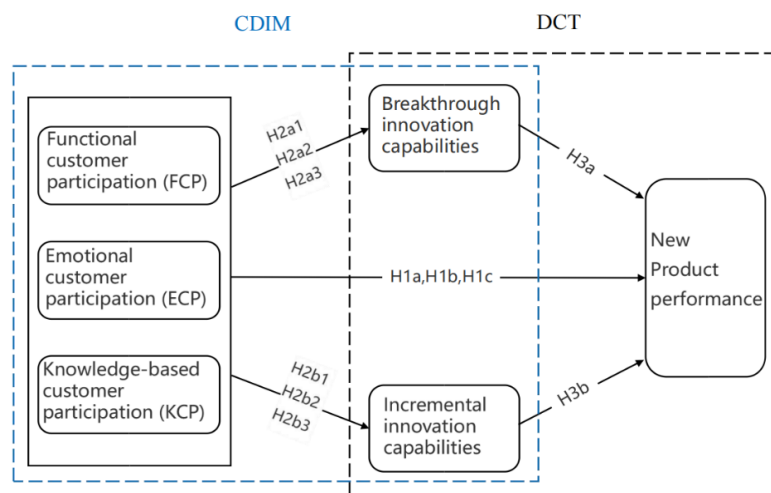 CDIM
DCT
Functional
customer
participation (FCP)
Emotional
customer
participation (ECP)
Knowledge-based
customer
participation (KCP)
H2a1
H2a2
H2a3
H1a,H1b,H1c
H2b1
H2b2
H2b3
Breakthrough
innovation
capabilities
Incremental
innovation
capabilities
H3a
H3b
New
Product
performance